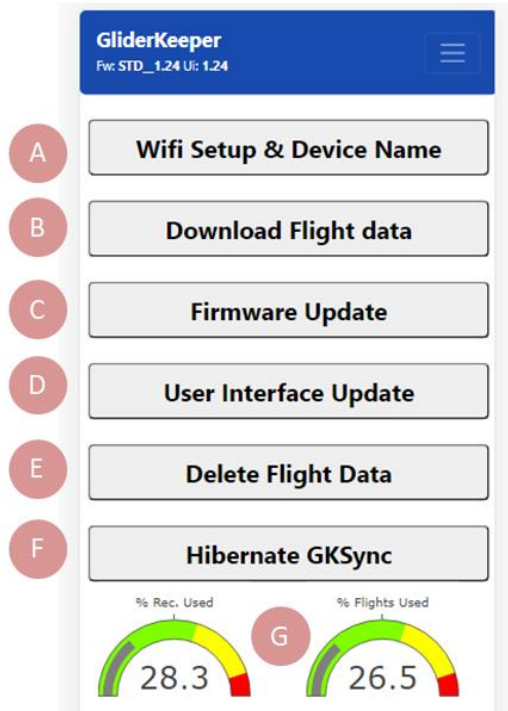 GliderKeeper
Fw: STD__1.24 Ui: 1.24
A
Wifi Setup & Device Name
B
Download Flight data
C
Firmware Update
D
User Interface Update
E
Delete Flight Data
F
Hibernate GKSync
% Rec. Used
G
% Flights Used
28.3
26.5